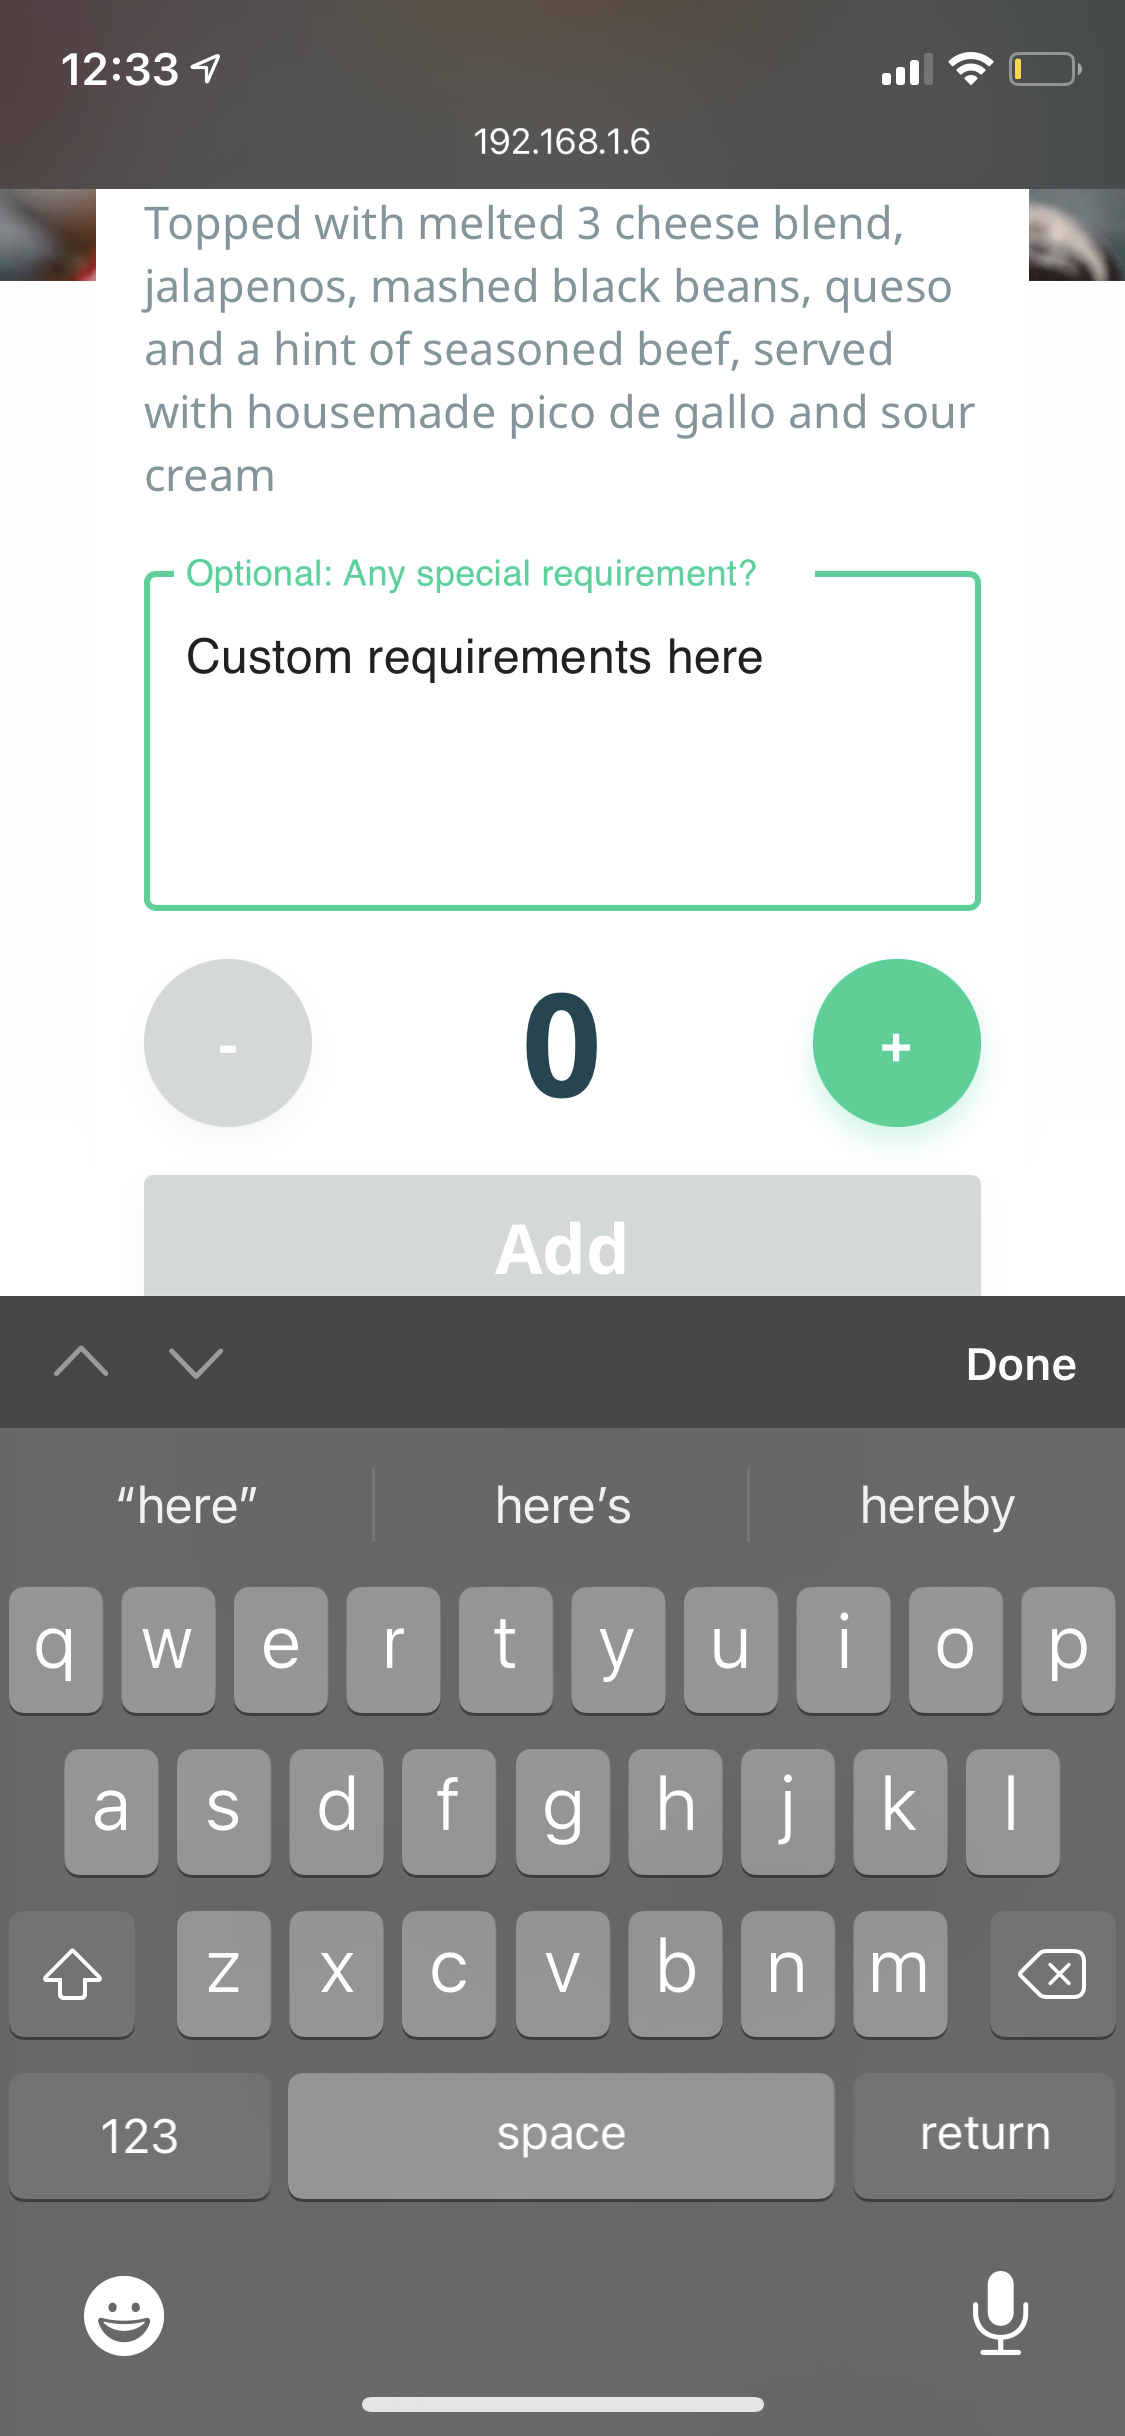 12:33
192.168.1.6
Topped with melted 3 cheese blend,
jalapenos, mashed black beans, queso
and a hint of seasoned beef, served
with housemade pico de gallo and sour
cream
Optional: Any special requirement?
Custom requirements here
- 0 +
Add
Done
“here” here’s hereby
q w e r t y u i o p
a s d f g h j k l
z x c v b n m
123 space return